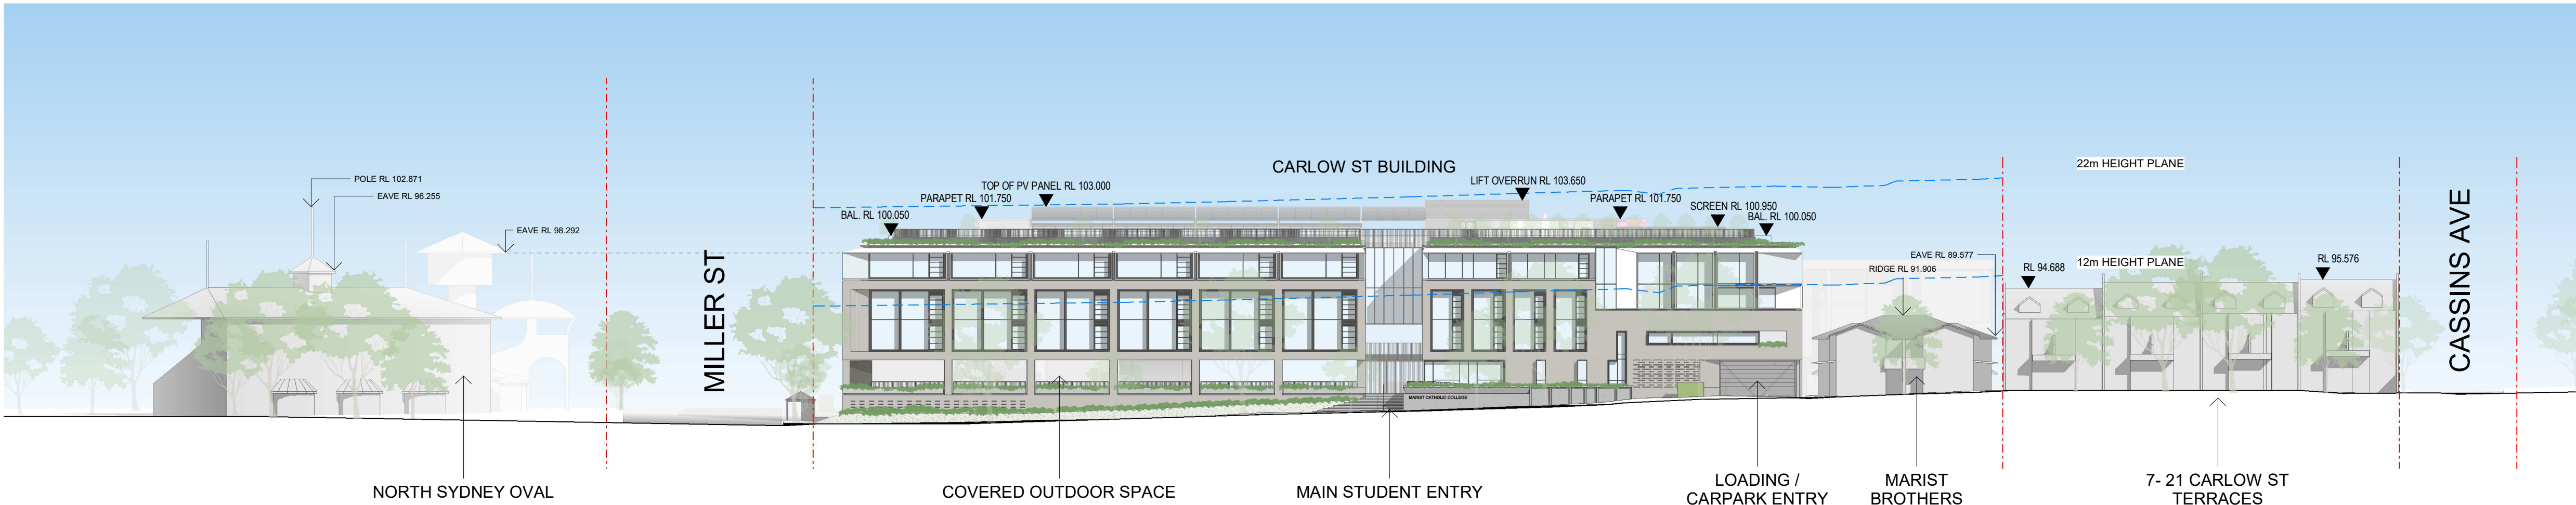 CARLOW ST BUILDING
22m HEIGHT PLANE
POLE RL 102.871
EAVE RL 96.255
EAVE RL 98.292
BAL. RL 100.050
PARAPET RL 101.750
TOP OF PV PANEL RL 103.000
LIFT OVERRUN RL 103.650
PARAPET RL 101.750
SCREEN RL 100.950
BAL. RL 100.050
EAVE RL 89.577
RIDGE RL 91.906
12m HEIGHT PLANE
RL 94.688
RL 95.576
MILLER ST
CASSINS AVE
MARIST CATHOLIC COLLEGE
NORTH SYDNEY OVAL
COVERED OUTDOOR SPACE
MAIN STUDENT ENTRY
LOADING /
CARPARK ENTRY
MARIST
BROTHERS
7- 21 CARLOW ST
TERRACES